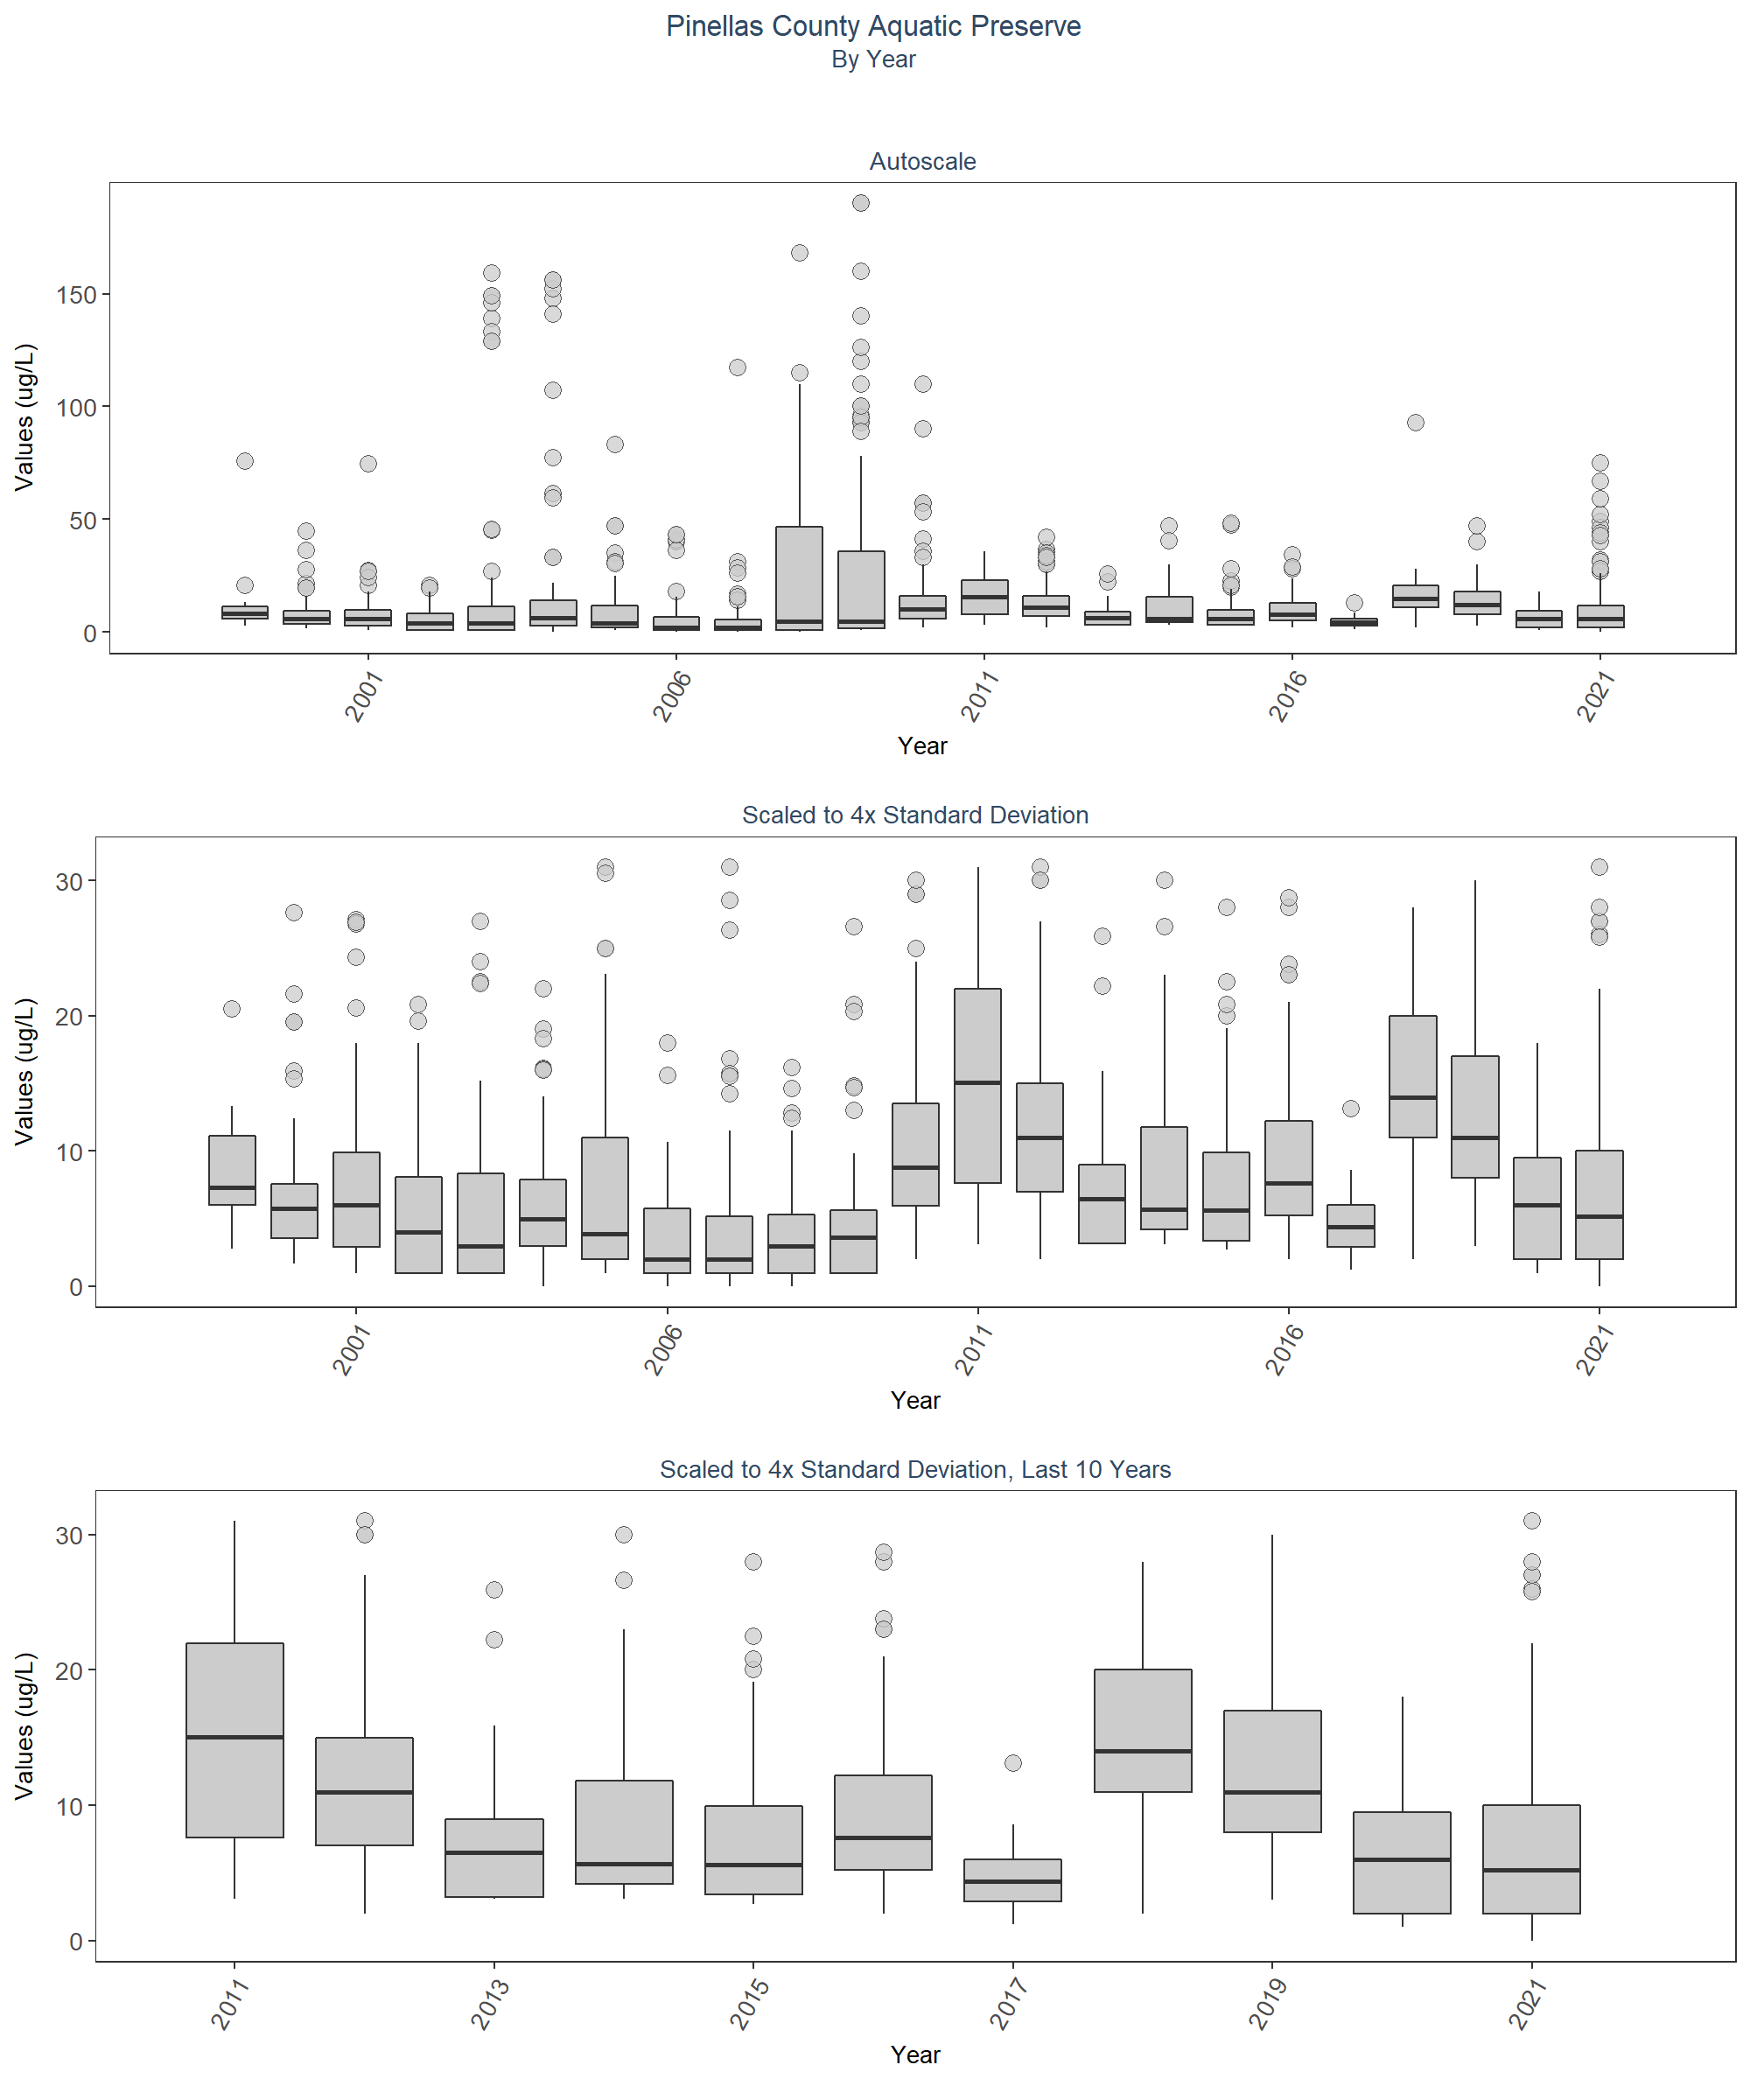 Pinellas County Aquatic Preserve
By Year
Autoscale
Values (ug/L)
150
100
50
0
2001
2006
2011
2016
2021
Year
Scaled to 4x Standard Deviation
Values (ug/L)
30
20
10
0
2001
2006
2011
2016
2021
Year
Scaled to 4x Standard Deviation, Last 10 Years
Values (ug/L)
30
20
10
0
2011
2013
2015
2017
2019
2021
Year